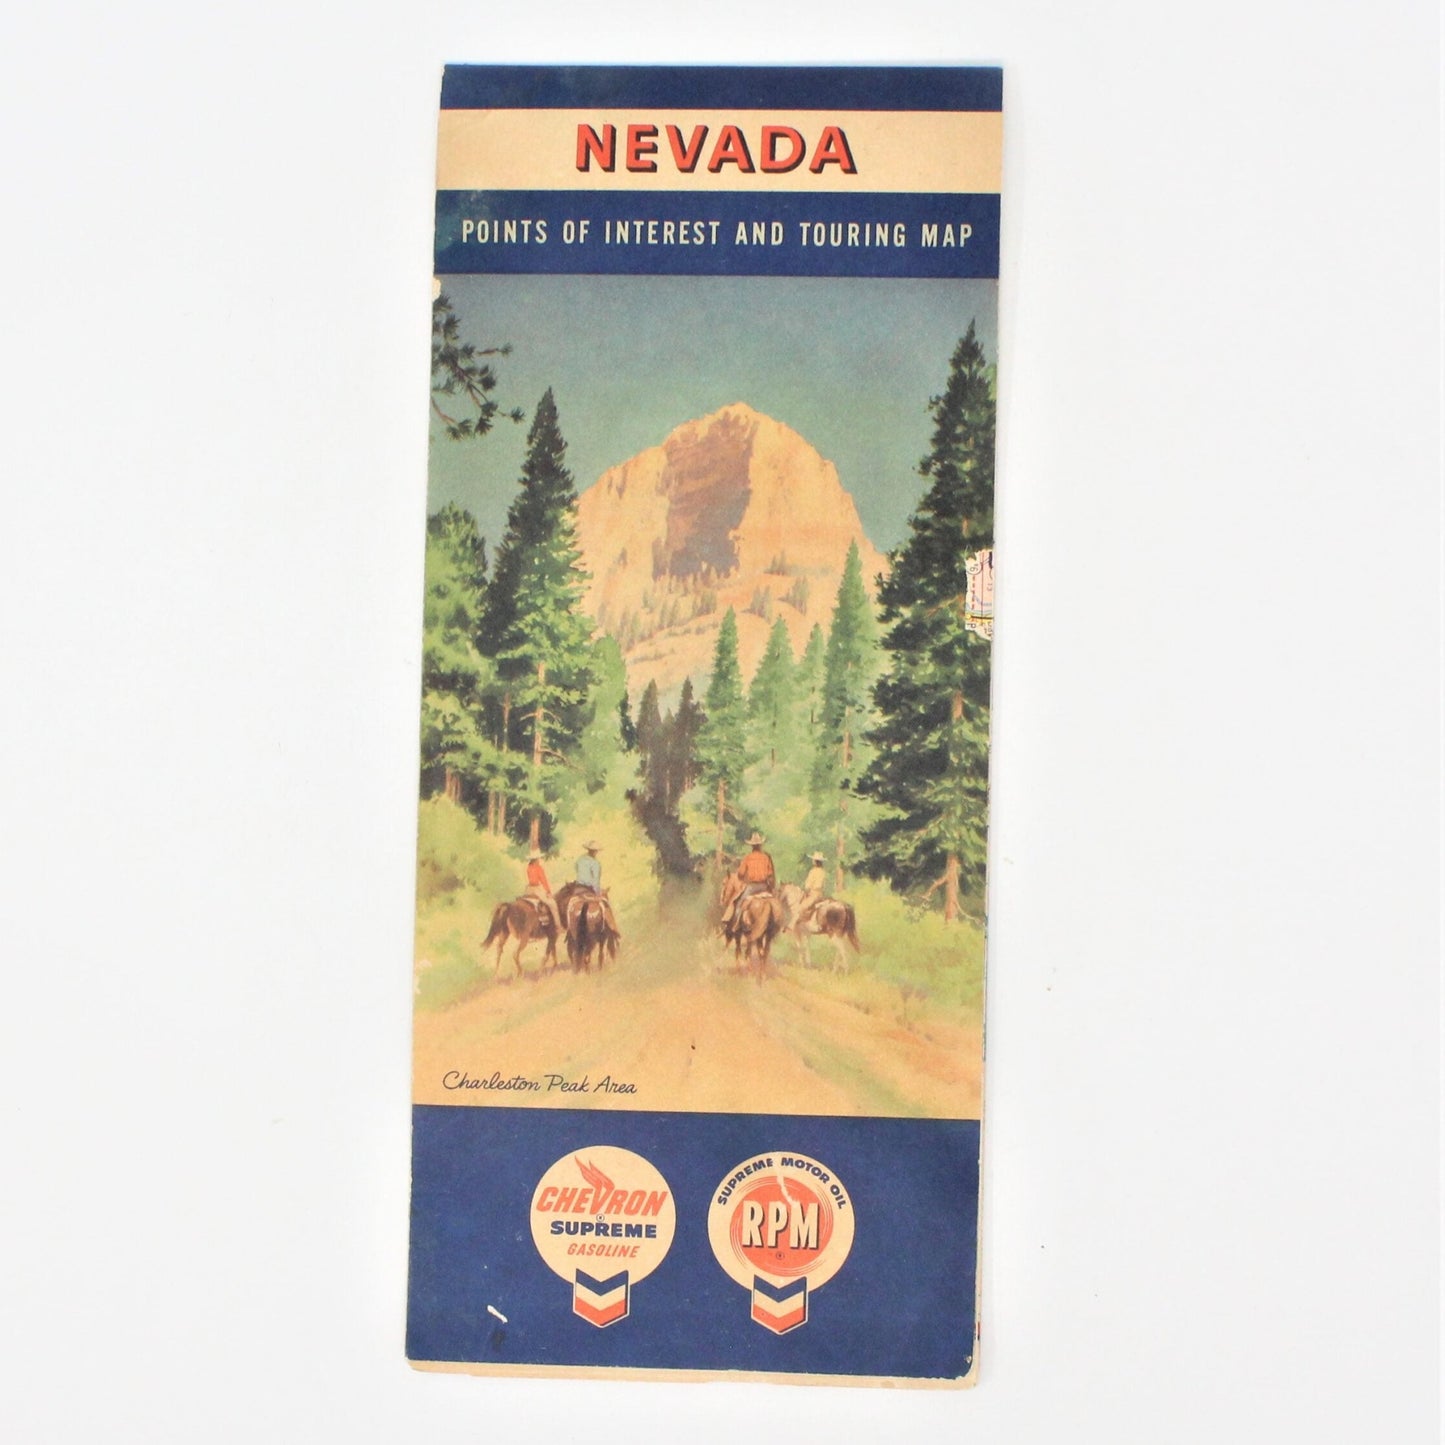 NEVADA
POINTS OF INTEREST AND TOURING MAP
Charleston Peak Area
CHEVRON
SUPREME
GASOLINE
SUPREME MOTOR OIL
RPM